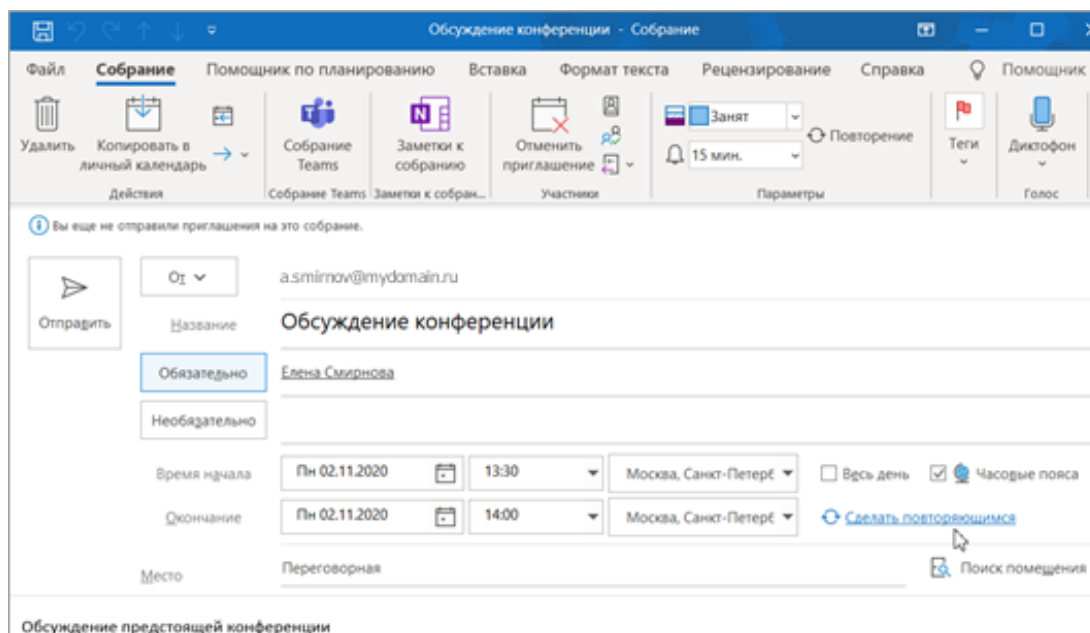 Обсуждение конференции - Собрание
Файл Собрание Помощник по планированию Вставка Формат текста Рецензирование Справка Помощник
Удалить Копировать в личный календарь Собрание Teams Заметки к собранию Отменить приглашение Занят 15 мин. Повторение Теги Диктофон
Действия Собрание Teams Заметки к собран... Участники Параметры Голос
Вы еще не отправили приглашения на это собрание.
От a.smirnov@mydomain.ru
Отправить Название Обсуждение конференции
Обязательно Елена Смирнова
Необязательно
Время начала Пн 02.11.2020 13:30 Москва, Санкт-Петерб Весь день Часовые пояса
Окончание Пн 02.11.2020 14:00 Москва, Санкт-Петерб Сделать повторяющимся
Место Переговорная Поиск помещения
Обсуждение предстоящей конференции